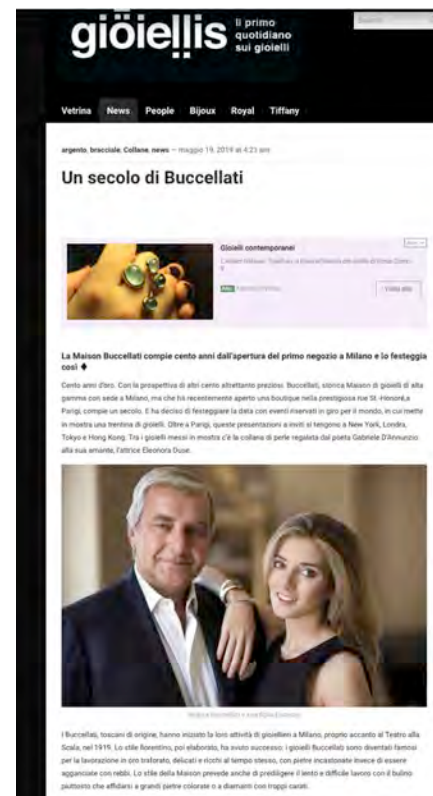 gioiellis
il primo
quotidiano
sui gioielli
Vetrina News People Bijoux Royal Tiffany
argento, bracciale, Collane, news — maggio 19, 2019 at 4:21 am
Un secolo di Buccellati
Gioielli contemporanei
La Maison Buccellati compie cento anni dall'apertura del primo negozio a Milano e lo festeggia
così ♦
Cento anni d'oro. Con la prospettiva di altri cento altrettanto preziosi. Buccellati, storica Maison di gioielli di alta
gamma con sede a Milano, ma che ha recentemente aperto una boutique nella prestigiosa rue St.-Honoré,a
Parigi, compie un secolo. E ha deciso di festeggiare la data con eventi riservati in giro per il mondo, in cui mette
in mostra una trentina di gioielli. Oltre a Parigi, queste presentazioni a inviti si tengono a New York, Londra,
Tokyo e Hong Kong. Tra i gioielli messi in mostra c'è la collana di perle regalata dal poeta Gabriele D'Annunzio
alla sua amante, l'attrice Eleonora Duse.
I Buccellati, toscani di origine, hanno iniziato la loro attività di gioiellieri a Milano, proprio accanto al Teatro alla
Scala, nel 1919. Lo stile fiorentino, poi elaborato, ha avuto successo: i gioielli Buccellati sono diventati famosi
per la lavorazione in oro traforato, delicati e ricchi al tempo stesso, con pietre incastonate invece di essere
agganciate con rebbi. Lo stile della Maison prevede anche di prediligere il lento e difficile lavoro con il bulino
piuttosto che affidarsi a grandi pietre colorate o a diamanti con troppi carati.